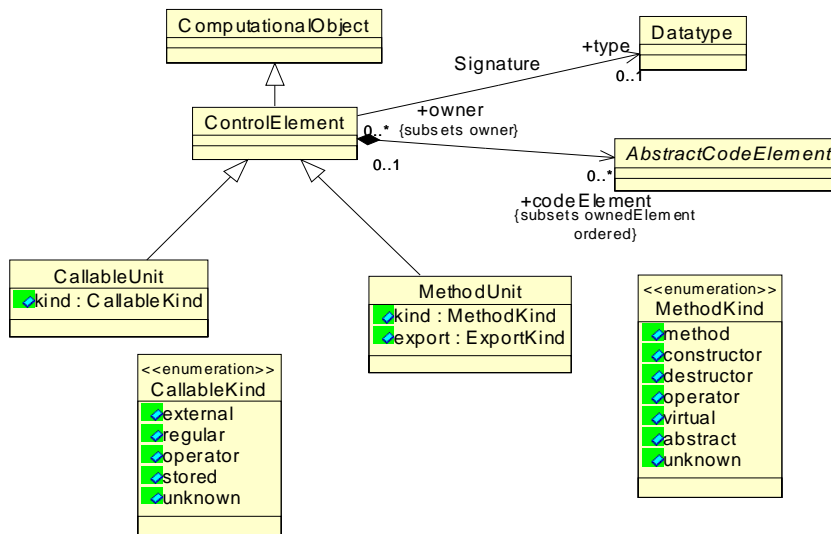 ComputationalObject
Datatype
+type
Signature
0..1
+owner
ControlElement
0..*
{subsets owner}
0..1
AbstractCodeElement
0..*
+codeElement
{subsets ownedElement
ordered}
CallableUnit
kind : CallableKind
MethodUnit
kind : MethodKind
export : ExportKind
<<enumeration>>
MethodKind
method
constructor
destructor
operator
virtual
abstract
unknown
<<enumeration>>
CallableKind
external
regular
operator
stored
unknown